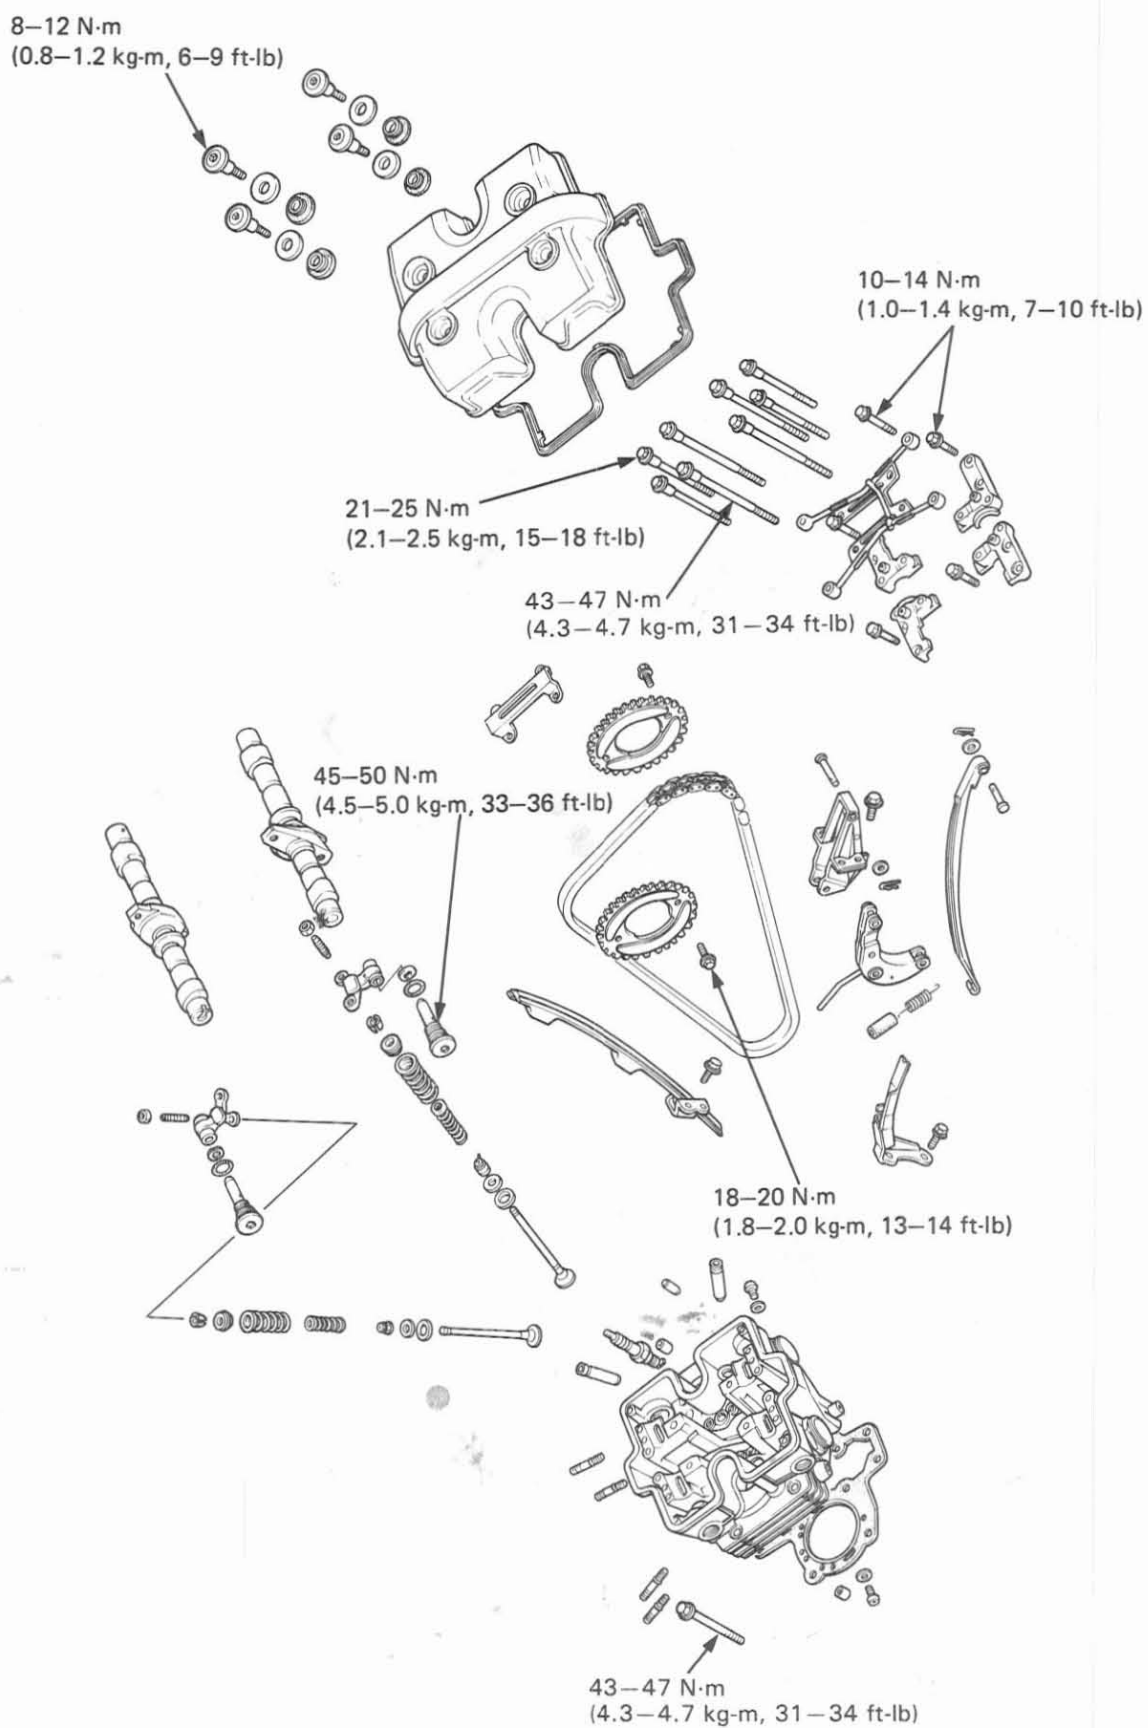 8–12 N·m
(0.8–1.2 kg-m, 6–9 ft-lb)
10–14 N·m
(1.0–1.4 kg-m, 7–10 ft-lb)
21–25 N·m
(2.1–2.5 kg-m, 15–18 ft-lb)
43–47 N·m
(4.3–4.7 kg-m, 31–34 ft-lb)
45–50 N·m
(4.5–5.0 kg-m, 33–36 ft-lb)
18–20 N·m
(1.8–2.0 kg-m, 13–14 ft-lb)
43–47 N·m
(4.3–4.7 kg-m, 31–34 ft-lb)